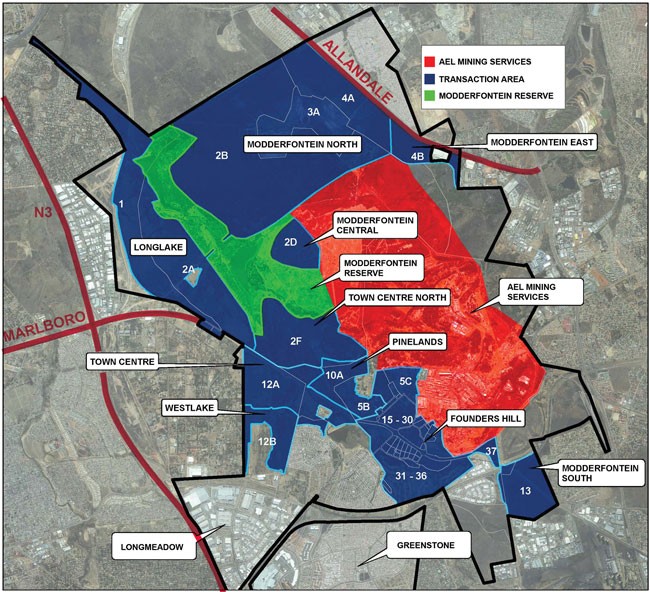 ALLANDALE
AEL MINING SERVICES
TRANSACTION AREA
MODDERFONTEIN RESERVE
4A
3A
MODDERFONTEIN EAST
2B
MODDERFONTEIN NORTH
4B
1
N3
MODDERFONTEIN
CENTRAL
2D
LONGLAKE
2A
MODDERFONTEIN
RESERVE
AEL MINING
SERVICES
TOWN CENTRE NORTH
MARLBORO
2F
PINELANDS
TOWN CENTRE
10A
5C
12A
5B
WESTLAKE
15 - 30
FOUNDERS HILL
12B
37
31 - 36
MODDERFONTEIN
SOUTH
13
LONGMEADOW
GREENSTONE